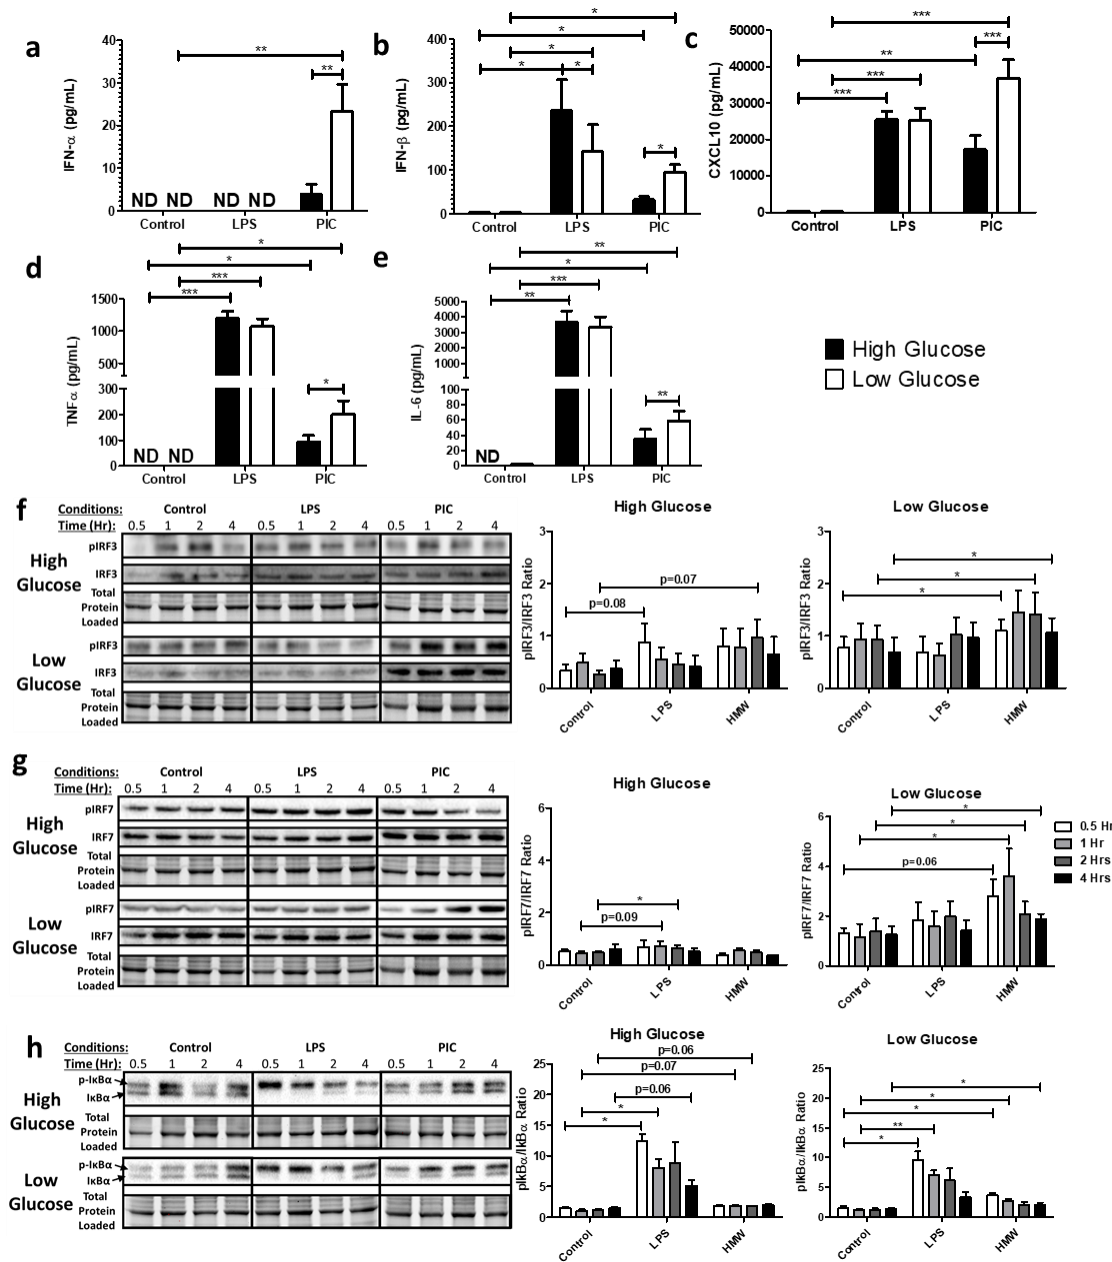 a
IFN-α (pg/mL)
40
30
20
10
0
**
**
ND ND ND ND
Control LPS PIC
b
IFN-β (pg/mL)
400
300
200
100
0
*
*
*
* *
*
Control LPS PIC
c
CXCL10 (pg/mL)
50000
40000
30000
20000
10000
0
***
***
**
***
***
Control LPS PIC
d
TNFα (pg/mL)
1500
1000
500
300
200
100
0
*
*
***
***
*
ND ND
Control LPS PIC
e
IL-6 (pg/mL)
5000
4000
3000
2000
1000
100
80
60
40
20
0
**
*
***
**
**
ND
Control LPS PIC
High Glucose
Low Glucose
f
Conditions: Control LPS PIC
Time (Hr): 0.5 1 2 4 0.5 1 2 4 0.5 1 2 4
High Glucose
pIRF3
IRF3
Total Protein Loaded
Low Glucose
pIRF3
IRF3
Total Protein Loaded
High Glucose
pIRF3/IRF3 Ratio
3
2
1
0
p=0.07
p=0.08
Control LPS HMW
Low Glucose
pIRF3/IRF3 Ratio
3
2
1
0
*
*
*
Control LPS HMW
g
Conditions: Control LPS PIC
Time (Hr): 0.5 1 2 4 0.5 1 2 4 0.5 1 2 4
High Glucose
pIRF7
IRF7
Total Protein Loaded
Low Glucose
pIRF7
IRF7
Total Protein Loaded
High Glucose
pIRF7/IRF7 Ratio
6
4
2
0
*
p=0.09
Control LPS HMW
Low Glucose
pIRF7/IRF7 Ratio
6
4
2
0
*
*
*
p=0.06
Control LPS HMW
0.5 Hr
1 Hr
2 Hrs
4 Hrs
h
Conditions: Control LPS PIC
Time (Hr): 0.5 1 2 4 0.5 1 2 4 0.5 1 2 4
High Glucose
p-IκBα
IκBα
Total Protein Loaded
Low Glucose
p-IκBα
IκBα
Total Protein Loaded
High Glucose
pIkBα/IkBα Ratio
25
20
15
10
5
0
p=0.06
p=0.07
p=0.06
*
*
Control LPS HMW
Low Glucose
pIkBα/IkBα Ratio
25
20
15
10
5
0
*
*
*
**
*
Control LPS HMW